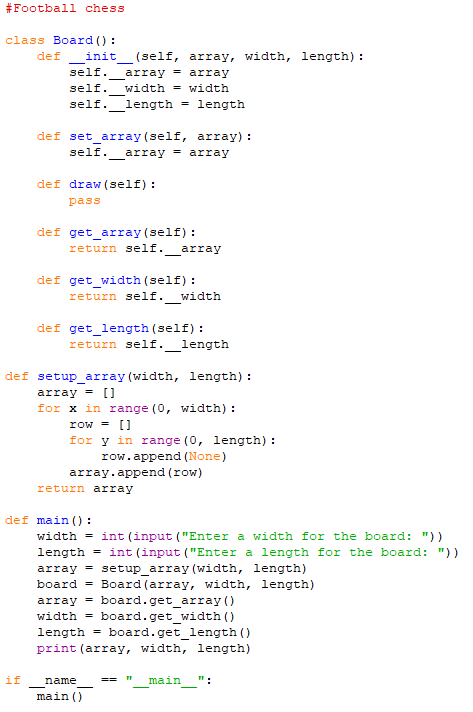 #Football chess

class Board():
    def __init__(self, array, width, length):
        self.__array = array
        self.__width = width
        self.__length = length

    def set_array(self, array):
        self.__array = array

    def draw(self):
        pass

    def get_array(self):
        return self.__array

    def get_width(self):
        return self.__width

    def get_length(self):
        return self.__length

def setup_array(width, length):
    array = []
    for x in range(0, width):
        row = []
        for y in range(0, length):
            row.append(None)
        array.append(row)
    return array

def main():
    width = int(input("Enter a width for the board: "))
    length = int(input("Enter a length for the board: "))
    array = setup_array(width, length)
    board = Board(array, width, length)
    array = board.get_array()
    width = board.get_width()
    length = board.get_length()
    print(array, width, length)

if __name__ == "__main__":
    main()